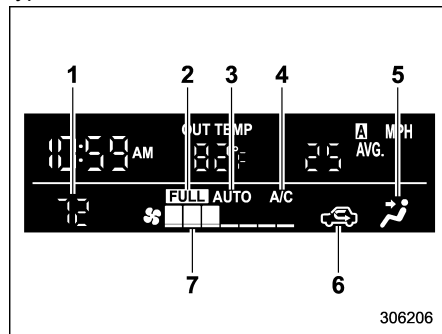 1 2 3 4 5
OUT TEMP A MPH
10:59 AM 82°F 25 AVG.
FULL AUTO A/C
72°
7 6
306206